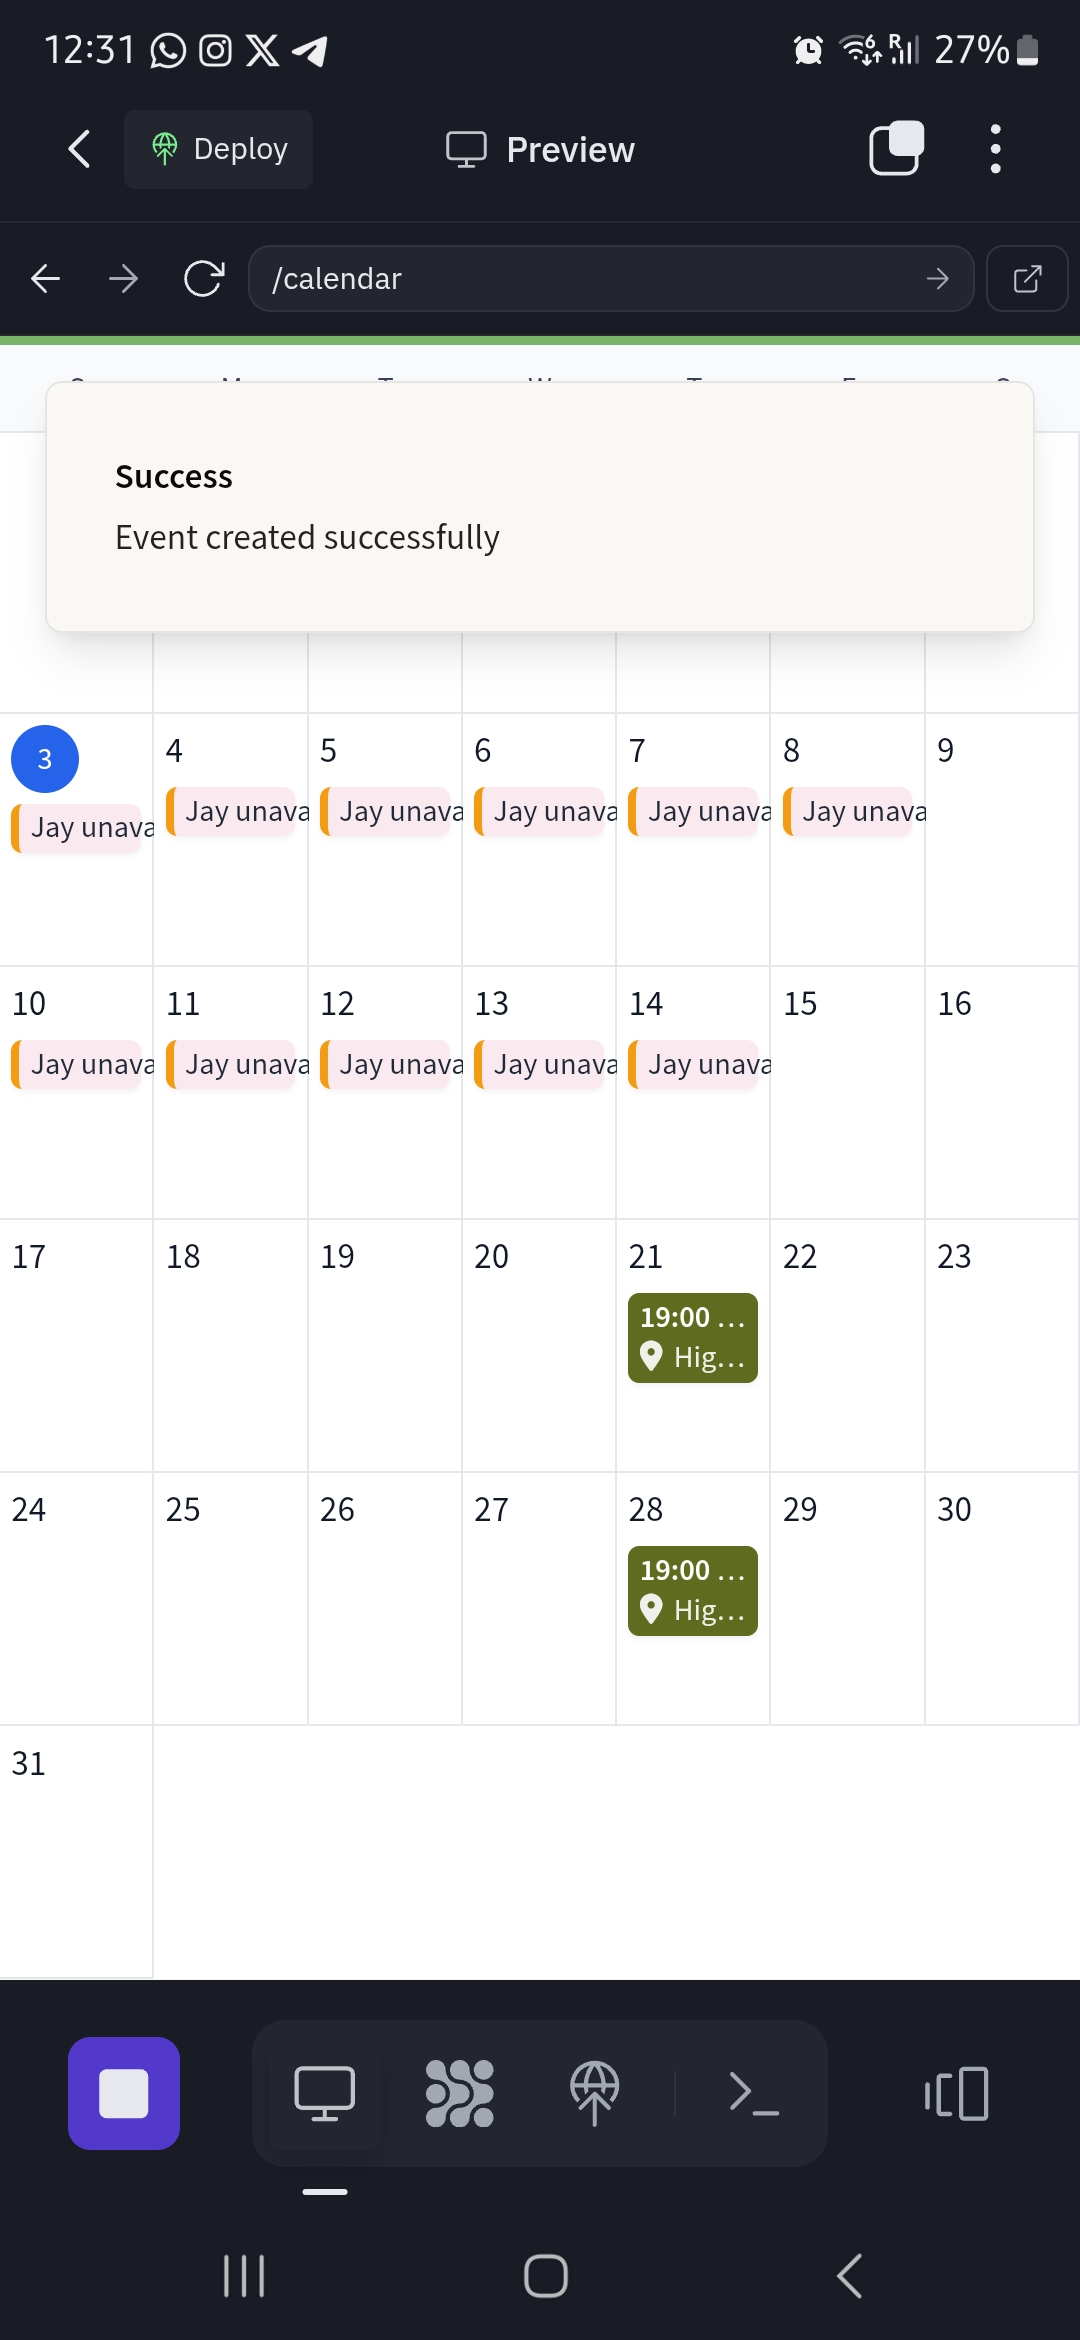 12:31
27%
Deploy
Preview
/calendar
Success
Event created successfully
3 4 5 6 7 8 9
Jay unava Jay unava Jay unava Jay unava Jay unava Jay unava
10 11 12 13 14 15 16
Jay unava Jay unava Jay unava Jay unava Jay unava
17 18 19 20 21 22 23
19:00 ...
Hig...
24 25 26 27 28 29 30
19:00 ...
Hig...
31